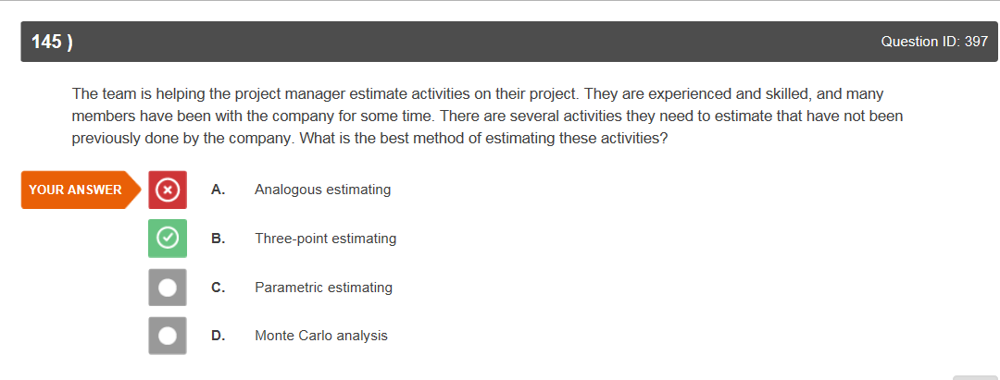 145 )
Question ID: 397
The team is helping the project manager estimate activities on their project. They are experienced and skilled, and many
members have been with the company for some time. There are several activities they need to estimate that have not been
previously done by the company. What is the best method of estimating these activities?
YOUR ANSWER
A. Analogous estimating
B. Three-point estimating
C. Parametric estimating
D. Monte Carlo analysis